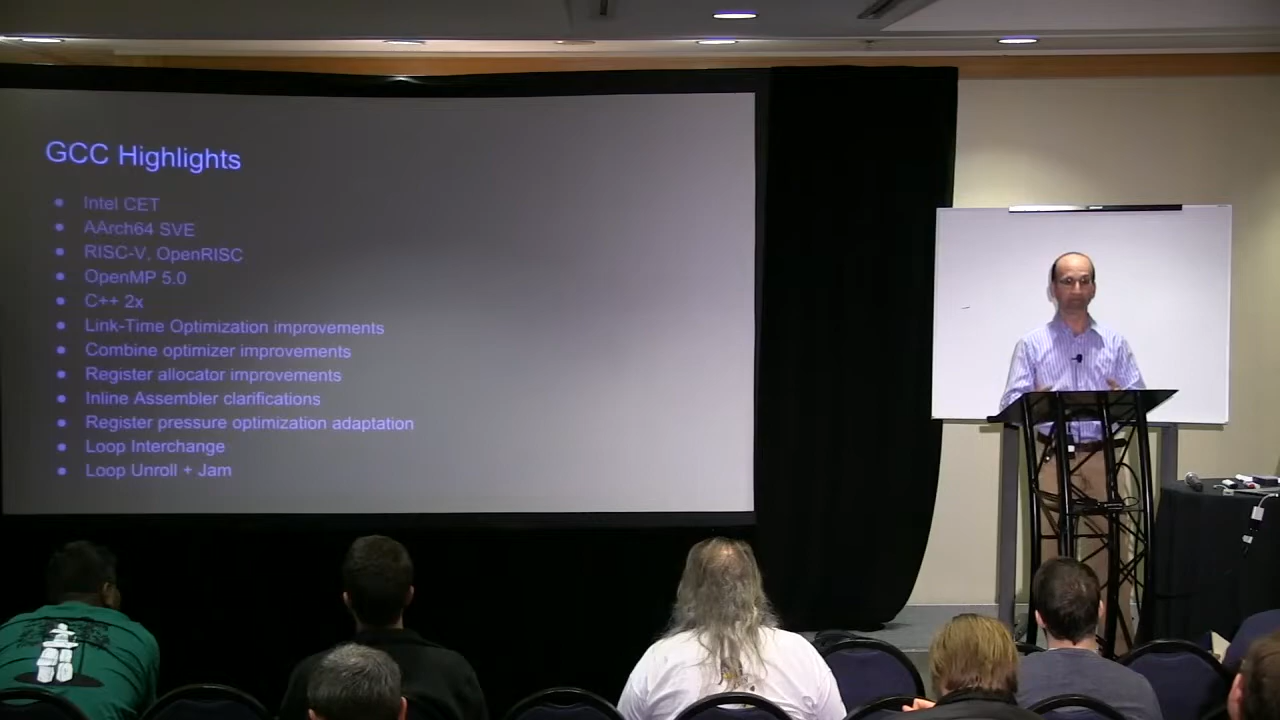 GCC Highlights
Intel CET
AArch64 SVE
RISC-V, OpenRISC
OpenMP 5.0
C++ 2x
Link-Time Optimization improvements
Combine optimizer improvements
Register allocator improvements
Inline Assembler clarifications
Register pressure optimization adaptation
Loop Interchange
Loop Unroll + Jam